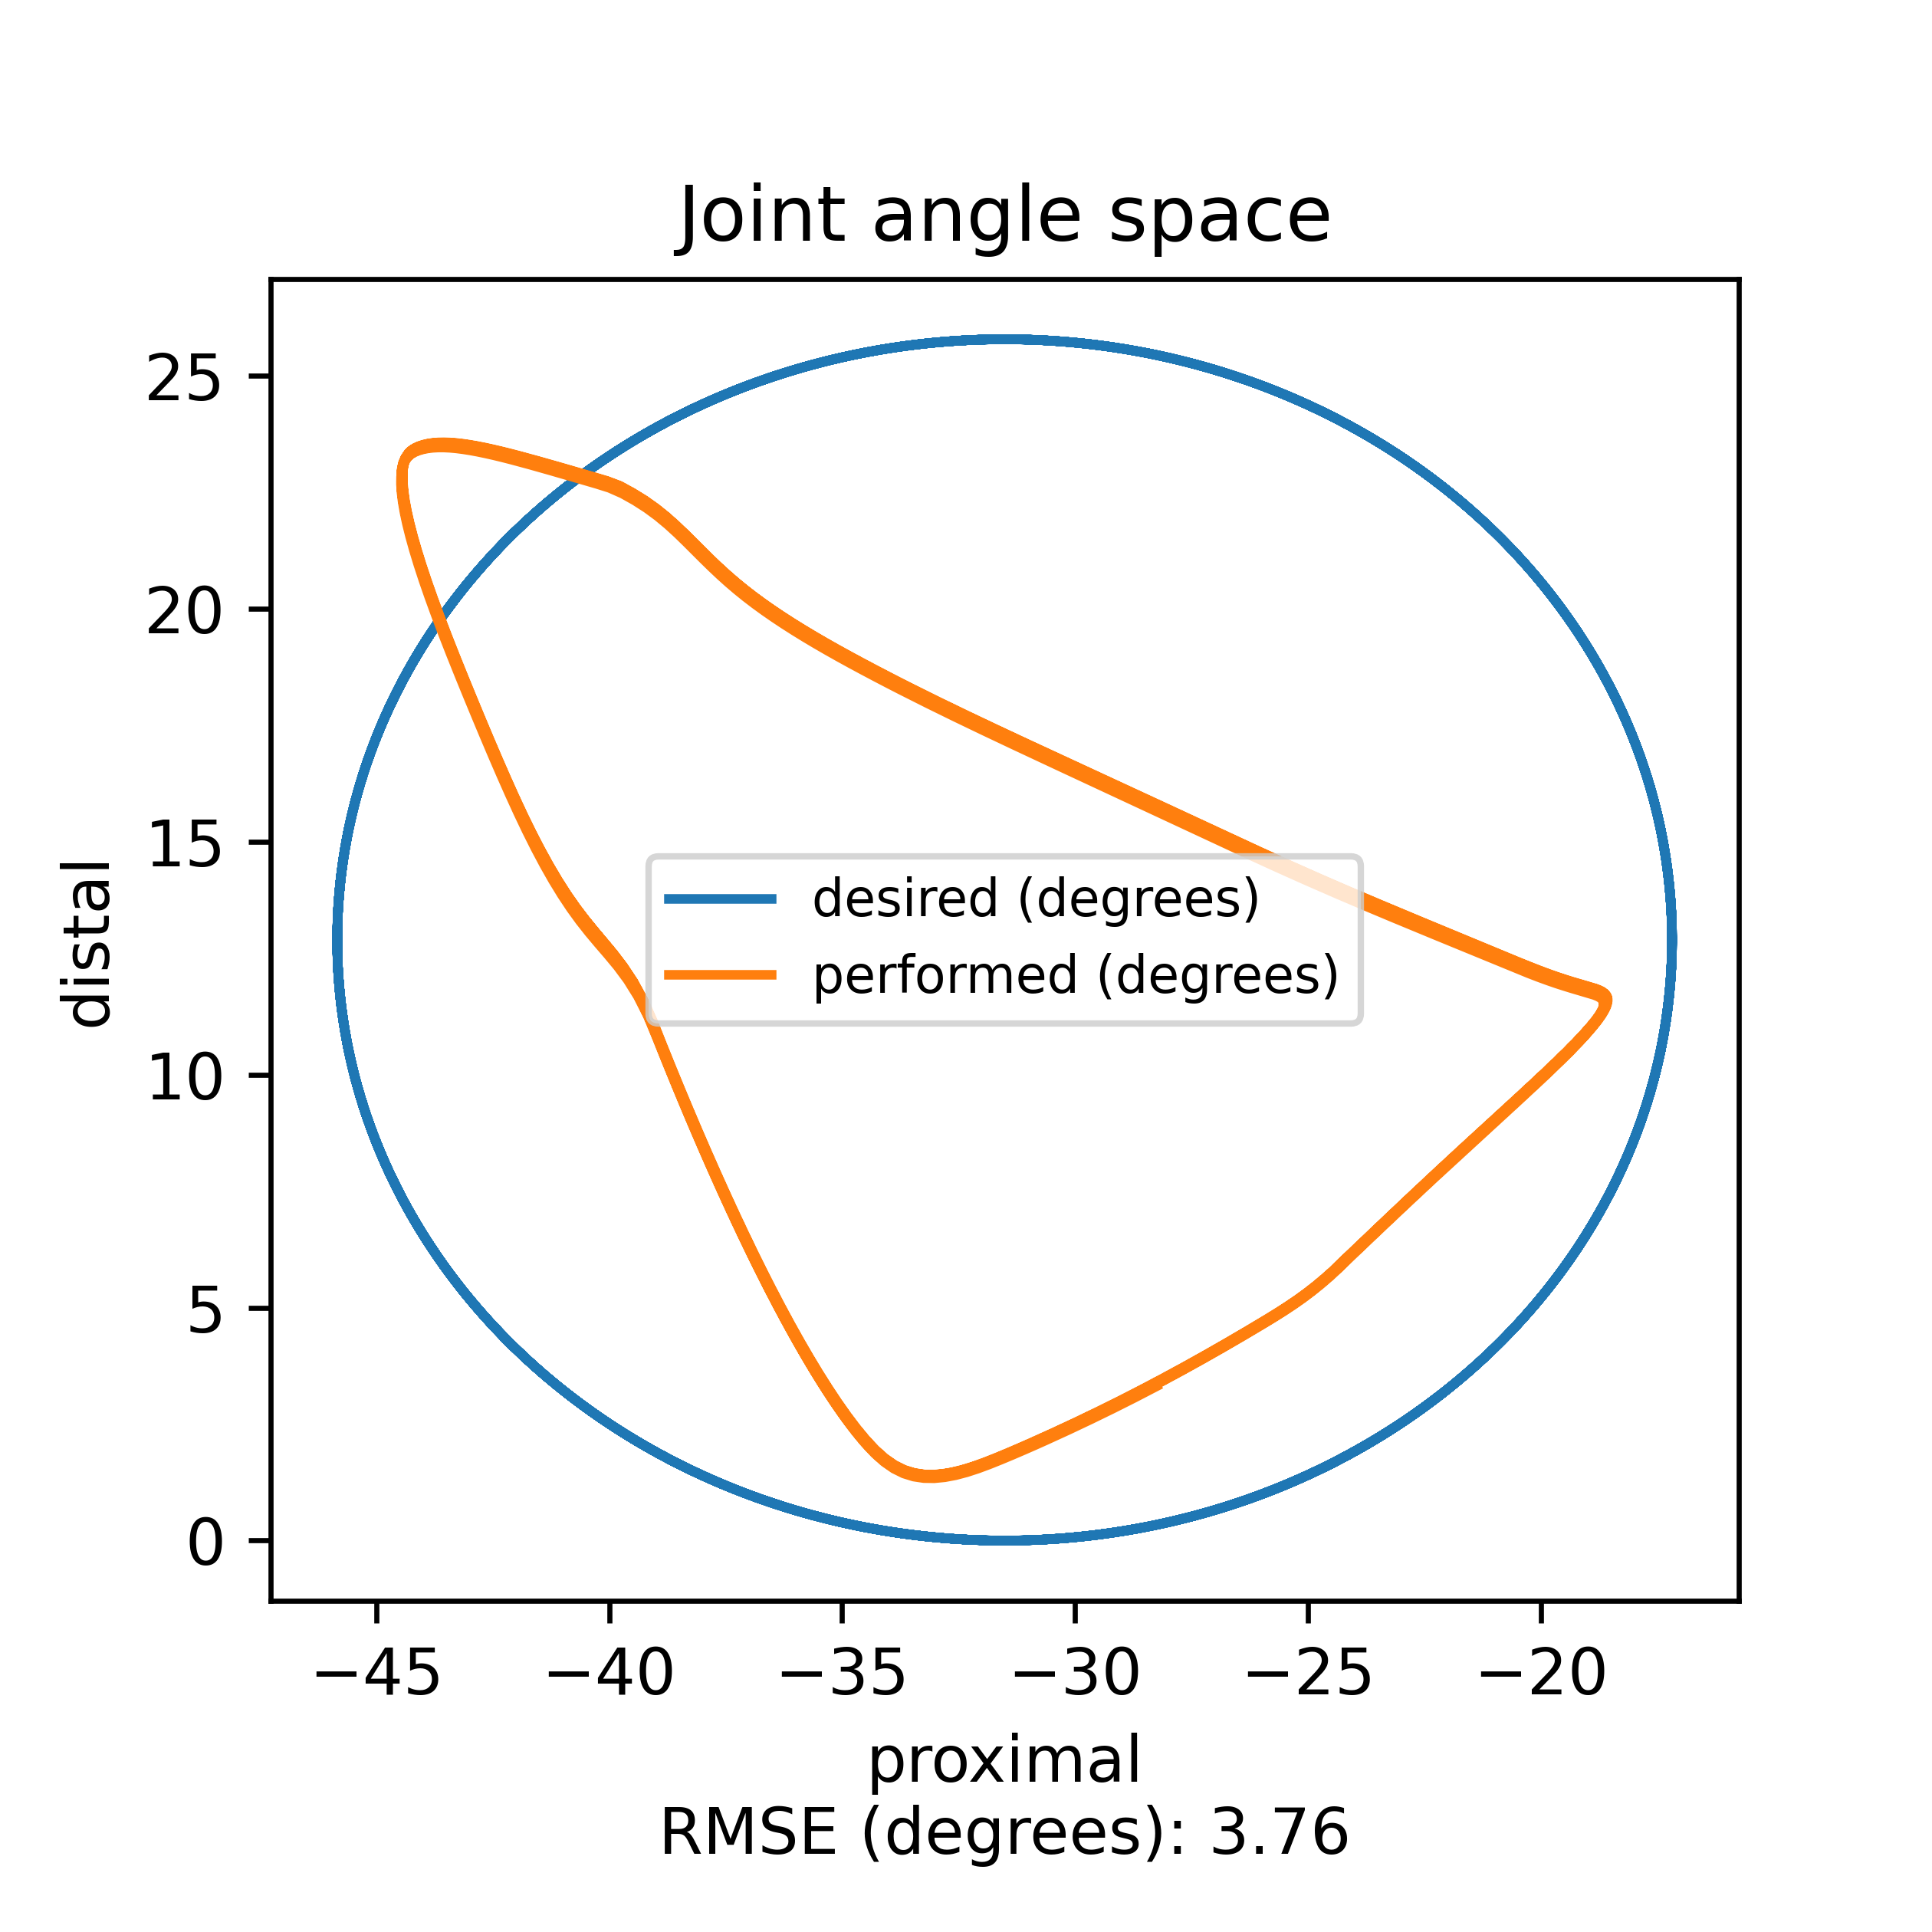 Joint angle space
25
20
15
10
5
0
distal
desired (degrees)
performed (degrees)
−45 −40 −35 −30 −25 −20
proximal
RMSE (degrees): 3.76